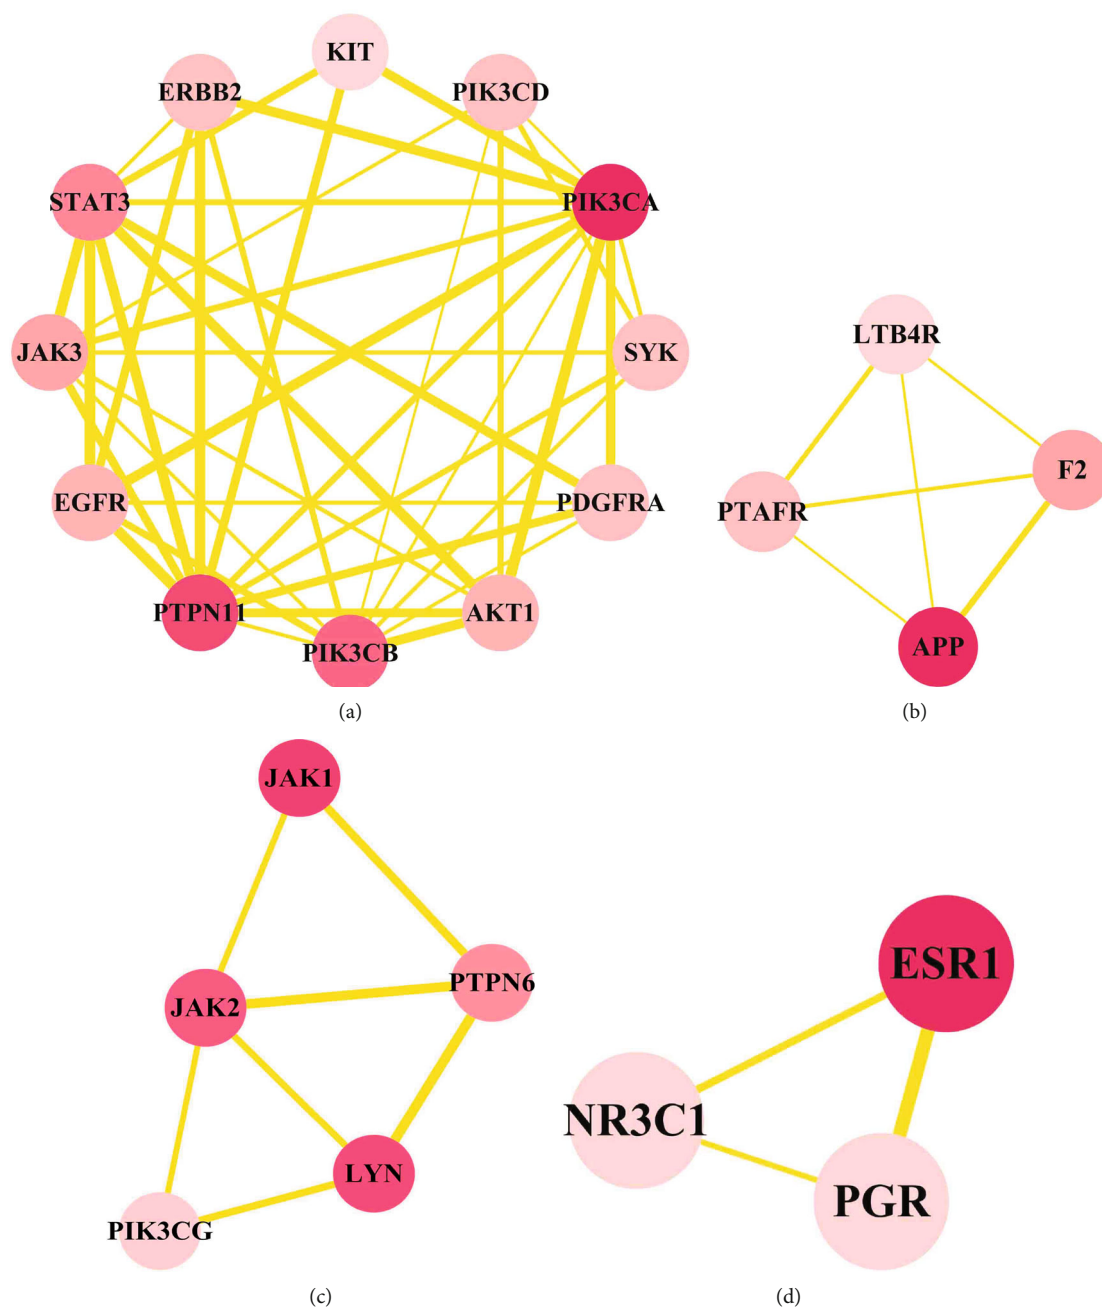 KIT
ERBB2
PIK3CD
STAT3
PIK3CA
JAK3
SYK
EGFR
PDGFRA
PTPN11
AKT1
PIK3CB
(a)
LTB4R
F2
PTAFR
APP
(b)
JAK1
PTPN6
JAK2
LYN
PIK3CG
(c)
ESR1
NR3C1
PGR
(d)